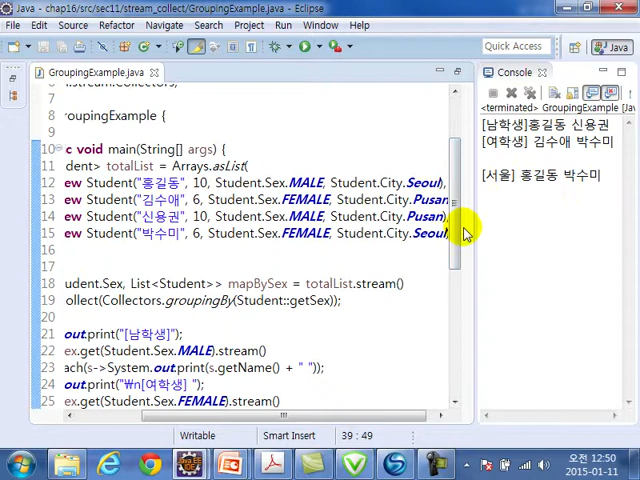 Java - chap16/src/sec11/stream_collect/GroupingExample.java - Eclipse
File Edit Source Refactor Navigate Search Project Run Window Help
Quick Access
Java
GroupingExample.java
Console
<terminated> GroupingExample [Jav
7
.stream.Collectors;
8
9 roupingExample {
10 c void main(String[] args) {
11 dent> totalList = Arrays.asList(
12 ew Student("홍길동", 10, Student.Sex.MALE, Student.City.Seoul),
13 ew Student("김수애", 6, Student.Sex.FEMALE, Student.City.Pusan
14 ew Student("신용권", 10, Student.Sex.MALE, Student.City.Pusan),
15 ew Student("박수미", 6, Student.Sex.FEMALE, Student.City.Seoul
16
17
18 udent.Sex, List<Student>> mapBySex = totalList.stream()
19 ollect(Collectors.groupingBy(Student::getSex));
20
21 out.print("[남학생]");
22 ex.get(Student.Sex.MALE).stream()
23 ach(s->System.out.print(s.getName() + " "));
24 out.print("₩n[여학생] ");
25 ex.get(Student.Sex.FEMALE).stream()
[남학생]홍길동 신용권
[여학생] 김수애 박수미
[서울] 홍길동 박수미
Writable
Smart Insert
39 : 49
오전 12:50
2015-01-11